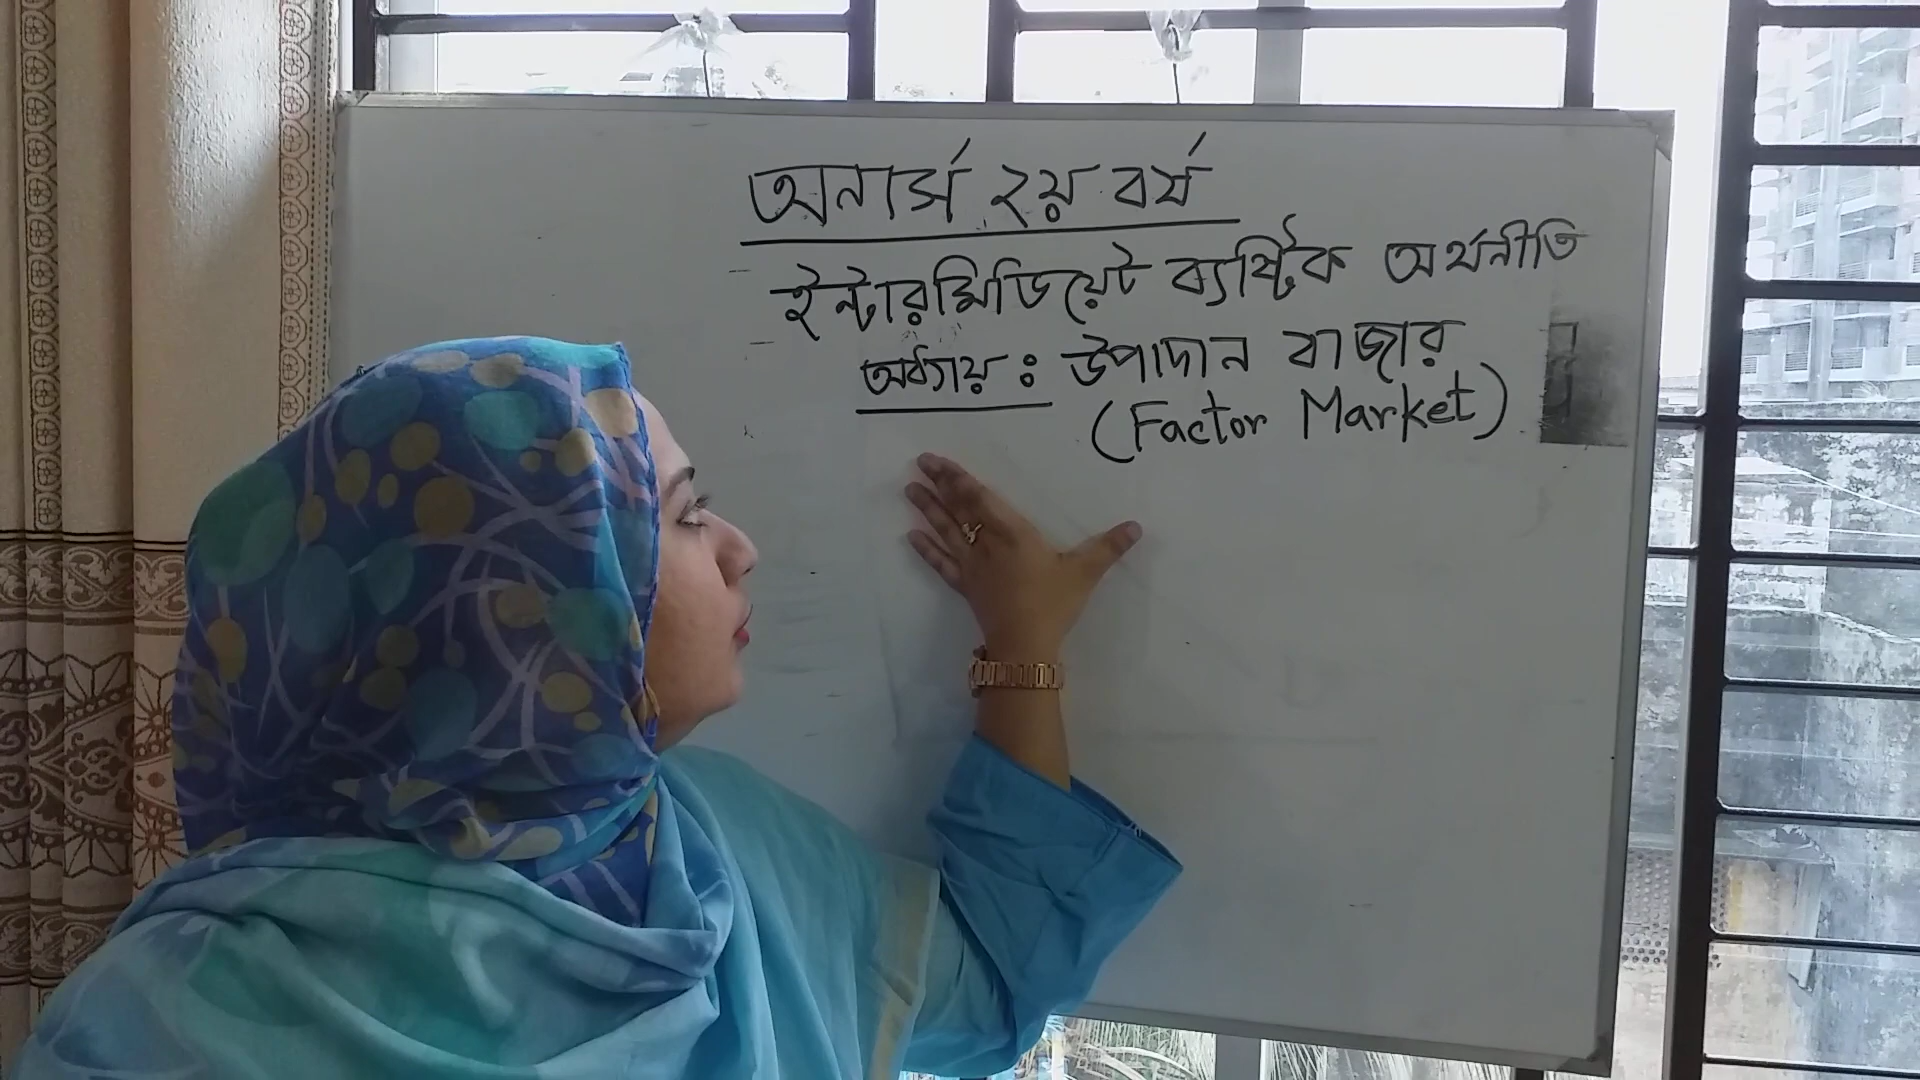 অনার্স ২য় বর্ষ
ইন্টারমিডিয়েট ব্যষ্টিক অর্থনীতি
অধ্যায় : উপাদান বাজার
(Factor Market)